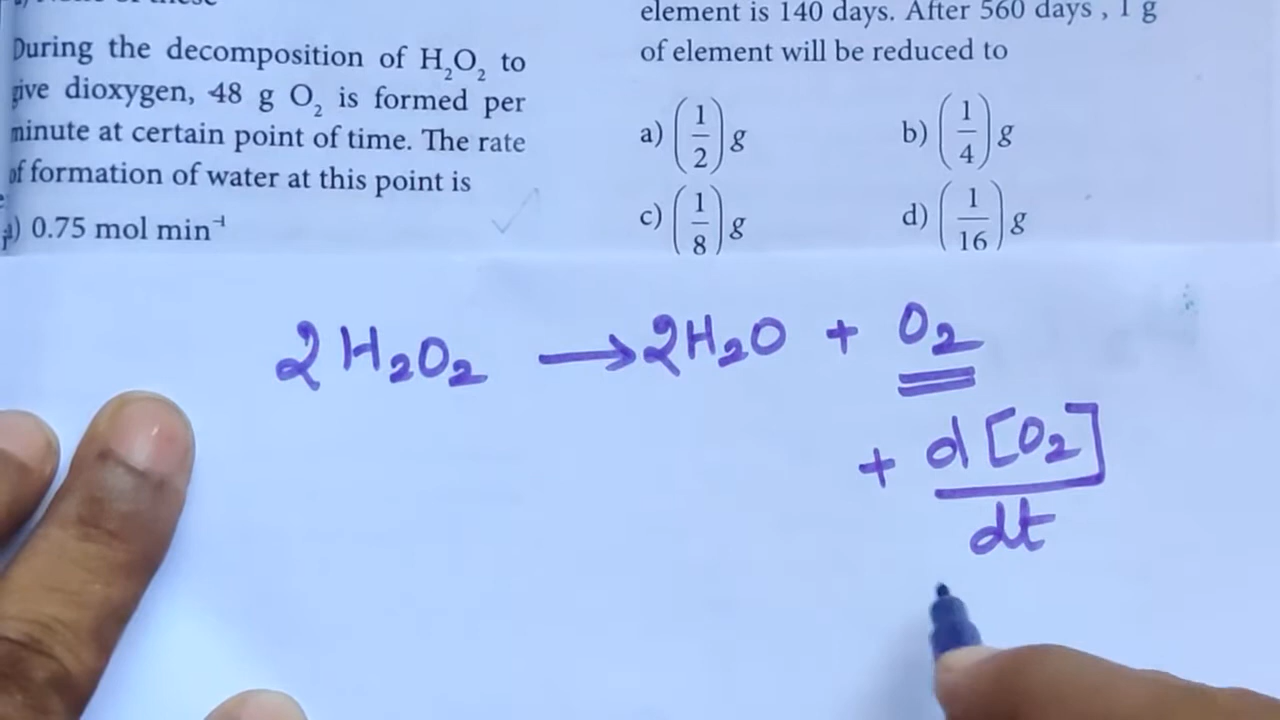 During the decomposition of H₂O₂ to
give dioxygen, 48 g O₂ is formed per
minute at certain point of time. The rate
of formation of water at this point is
) 0.75 mol min⁻¹
element is 140 days. After 560 days , 1 g
of element will be reduced to
a) (1/2) g b) (1/4) g
c) (1/8) g d) (1/16) g
2H₂O₂ → 2H₂O + O₂
+ d[O₂]
dt